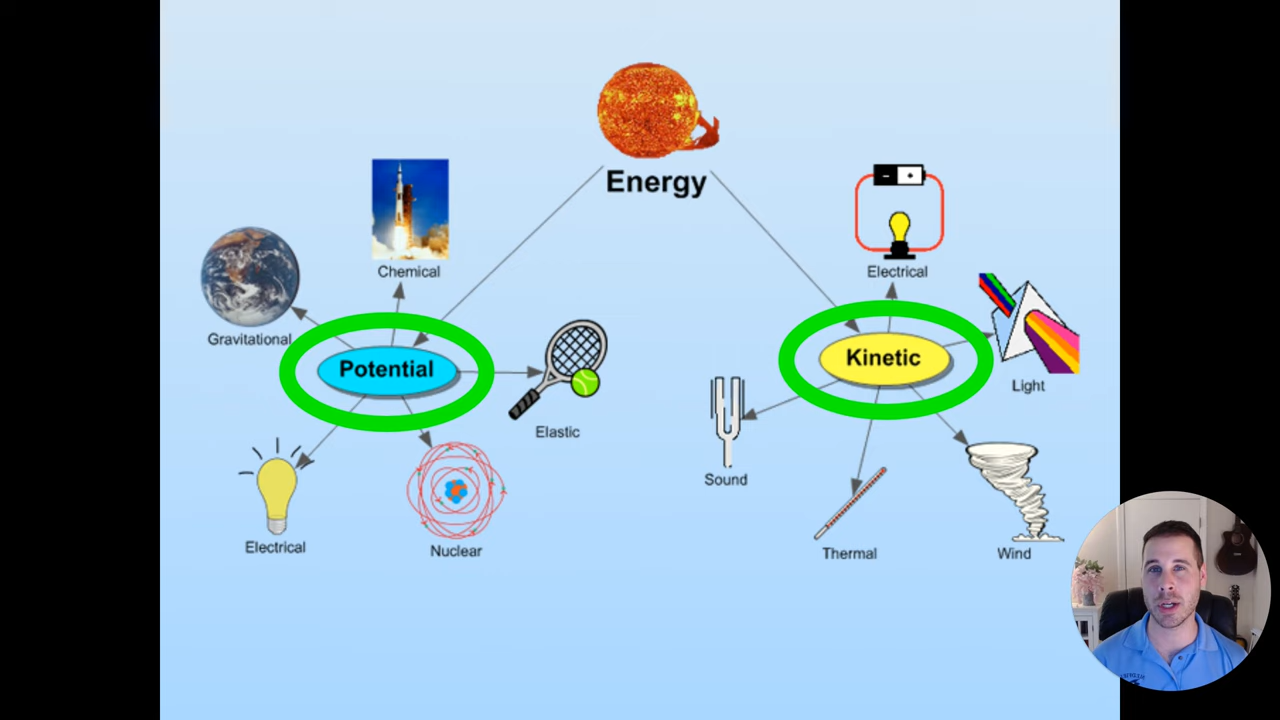 Energy
Chemical
Electrical
Gravitational
Potential
Kinetic
Light
Elastic
Sound
Electrical
Nuclear
Thermal
Wind